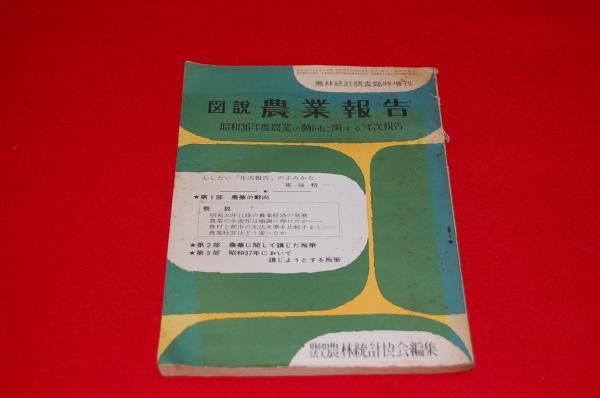 農林統計調査臨時増刊
図説 農業報告
昭和36年度農業の動向に関する年次報告
心したい「年次報告」のよみかた
東畑精一
★
★第1部 農業の動向
概説
昭和30年以降の農業経済の発展
農業の生産性は順調に伸びたか……
農村と都市の生活水準を比較すると……
農業経営はどう変ったか
★第2部 農業に関して講じた施策
★第3部 昭和37年において
講じようとする施策
財団法人 農林統計協会編集